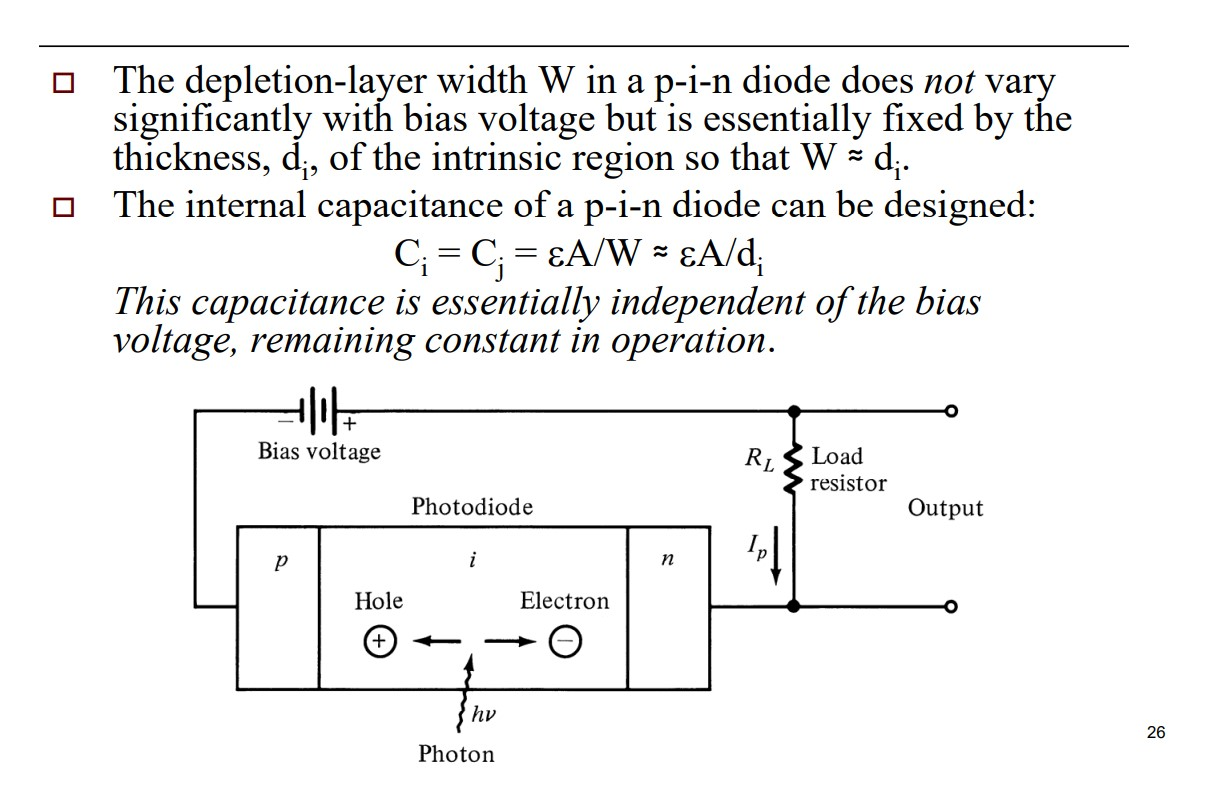 The depletion-layer width W in a p-i-n diode does not vary
significantly with bias voltage but is essentially fixed by the
thickness, dᵢ, of the intrinsic region so that W ≈ dᵢ.
The internal capacitance of a p-i-n diode can be designed:
Cᵢ = Cⱼ = εA/W ≈ εA/dᵢ
This capacitance is essentially independent of the bias
voltage, remaining constant in operation.
− +
Bias voltage
R_L Load
resistor
Output
Photodiode
p i n
I_p
Hole Electron
+ −
hν
Photon
26